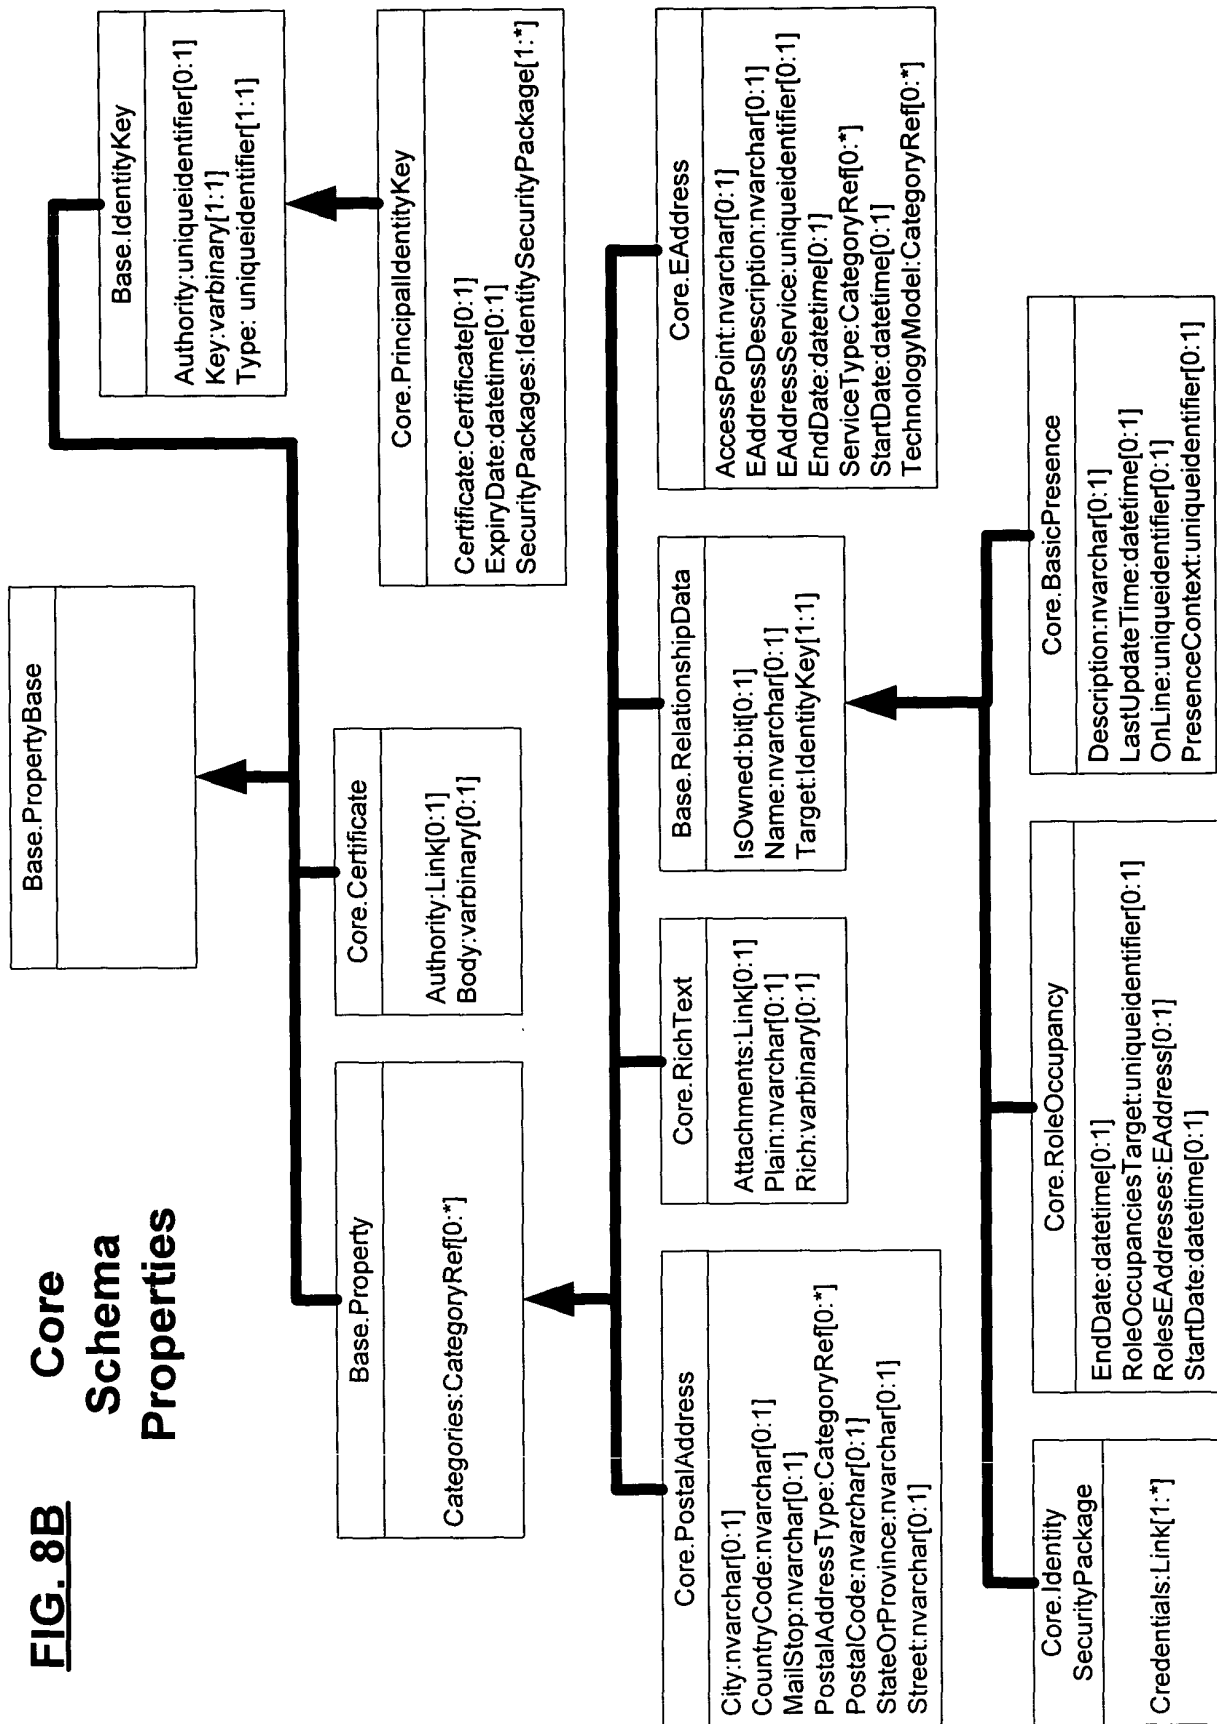 FIG. 8B
Core
Schema
Properties
Base.PropertyBase
Base.Property
Categories:CategoryRef[0:*]
Core.Certificate
Authority:Link[0:1]
Body:varbinary[0:1]
Base.IdentityKey
Authority:uniqueidentifier[0:1]
Key:varbinary[1:1]
Type: uniqueidentifier[1:1]
Core.PrincipalIdentityKey
Certificate:Certificate[0:1]
ExpiryDate:datetime[0:1]
SecurityPackages:IdentitySecurityPackage[1:*]
Core.PostalAddress
City:nvarchar[0:1]
CountryCode:nvarchar[0:1]
MailStop:nvarchar[0:1]
PostalAddressType:CategoryRef[0:*]
PostalCode:nvarchar[0:1]
StateOrProvince:nvarchar[0:1]
Street:nvarchar[0:1]
Core.RichText
Attachments:Link[0:1]
Plain:nvarchar[0:1]
Rich:varbinary[0:1]
Base.RelationshipData
IsOwned:bit[0:1]
Name:nvarchar[0:1]
Target:IdentityKey[1:1]
Core.EAddress
AccessPoint:nvarchar[0:1]
EAddressDescription:nvarchar[0:1]
EAddressService:uniqueidentifier[0:1]
EndDate:datetime[0:1]
ServiceType:CategoryRef[0:*]
StartDate:datetime[0:1]
TechnologyModel:CategoryRef[0:*]
Core.Identity
SecurityPackage
Credentials:Link[1:*]
Core.RoleOccupancy
EndDate:datetime[0:1]
RoleOccupanciesTarget:uniqueidentifier[0:1]
RolesEAddresses:EAddress[0:1]
StartDate:datetime[0:1]
Core.BasicPresence
Description:nvarchar[0:1]
LastUpdateTime:datetime[0:1]
OnLine:uniqueidentifier[0:1]
PresenceContext:uniqueidentifier[0:1]